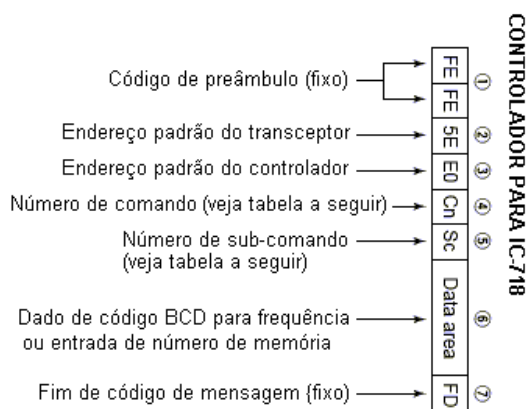 CONTROLADOR PARA IC-718
① FE FE
② 5E
③ E0
④ Cn
⑤ Sc
⑥ Data area
⑦ FD
Código de preâmbulo (fixo)
Endereço padrão do transceptor
Endereço padrão do controlador
Número de comando (veja tabela a seguir)
Número de sub-comando
(veja tabela a seguir)
Dado de código BCD para frequência
ou entrada de número de memória
Fim de código de mensagem {fixo)